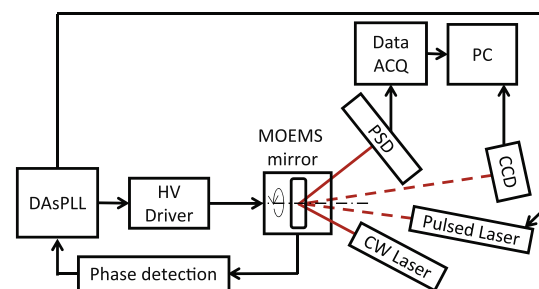 Data
ACQ
PC
MOEMS
mirror
PSD
CCD
DAsPLL
HV
Driver
Pulsed Laser
CW Laser
Phase detection